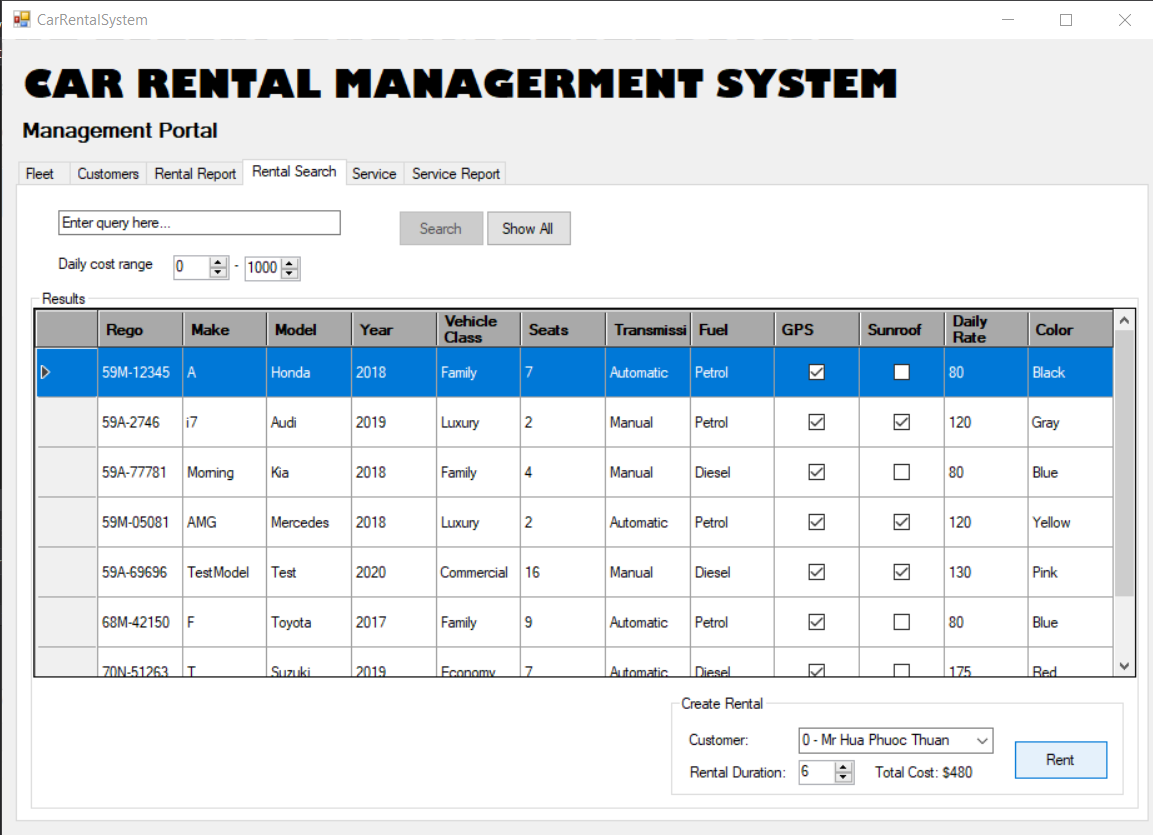 CarRentalSystem
CAR RENTAL MANAGERMENT SYSTEM
Management Portal
Fleet Customers Rental Report Rental Search Service Service Report
Enter query here... Search Show All
Daily cost range 0 - 1000
Results
Rego Make Model Year Vehicle Class Seats Transmissi Fuel GPS Sunroof Daily Rate Color
59M-12345 A Honda 2018 Family 7 Automatic Petrol 80 Black
59A-2746 i7 Audi 2019 Luxury 2 Manual Petrol 120 Gray
59A-77781 Morning Kia 2018 Family 4 Manual Diesel 80 Blue
59M-05081 AMG Mercedes 2018 Luxury 2 Automatic Petrol 120 Yellow
59A-69696 TestModel Test 2020 Commercial 16 Manual Diesel 130 Pink
68M-42150 F Toyota 2017 Family 9 Automatic Petrol 80 Blue
70N-51263 T Suzuki 2019 Economy 7 Automatic Diesel 175 Red
Create Rental
Customer: 0 - Mr Hua Phuoc Thuan
Rental Duration: 6 Total Cost: $480 Rent